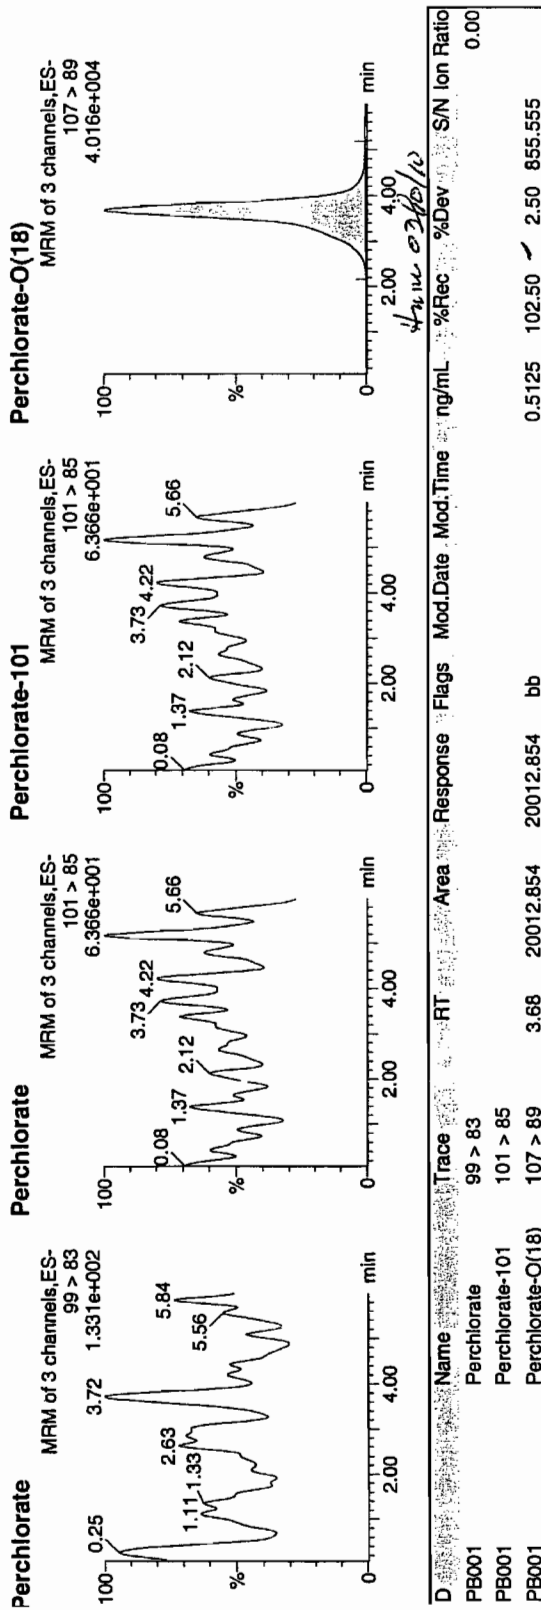 Perchlorate
MRM of 3 channels,ES-
99 > 83
1.331e+002
100
%
0
0.25
1.11
1.33
2.63
3.72
5.56
5.84
2.00
4.00
min
Perchlorate
MRM of 3 channels,ES-
101 > 85
6.366e+001
100
%
0
0.08
1.37
2.12
3.73
4.22
5.66
2.00
4.00
min
Perchlorate-101
MRM of 3 channels,ES-
101 > 85
6.366e+001
100
%
0
0.08
1.37
2.12
3.73
4.22
5.66
2.00
4.00
min
Perchlorate-O(18)
MRM of 3 channels,ES-
107 > 89
4.016e+004
100
%
0
2.00
4.00
min
D Name Trace RT Area Response Flags Mod.Date Mod.Time ng/mL %Rec %Dev S/N Ion Ratio
PB001 Perchlorate 99 > 83 0.00
PB001 Perchlorate-101 101 > 85
PB001 Perchlorate-O(18) 107 > 89 3.68 20012.854 20012.854 bb 0.5125 102.50 2.50 855.555